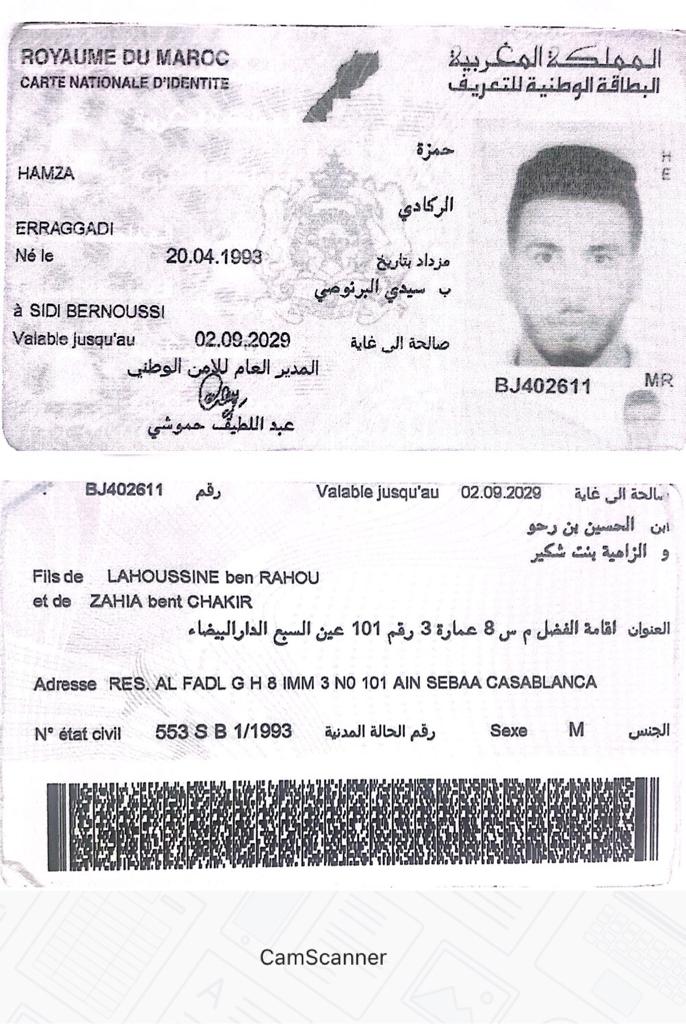 ROYAUME DU MAROC
المملكة المغربية
CARTE NATIONALE D'IDENTITE
البطاقة الوطنية للتعريف
حمزة
HAMZA
الركادي
ERRAGGADI
Né le 20.04.1993 مزداد بتاريخ
ب سيدي البرنوصي
à SIDI BERNOUSSI
Valable jusqu'au 02.09.2029 صالحة الى غاية
المدير العام للامن الوطني
عبد اللطيف حموشي
BJ402611
MR
H
E
BJ402611 رقم Valable jusqu'au 02.09.2029 صالحة الى غاية
ابن الحسين بن رحو
و الزاهية بنت شكير
Fils de LAHOUSSINE ben RAHOU
et de ZAHIA bent CHAKIR
العنوان اقامة الفضل م س 8 عمارة 3 رقم 101 عين السبع الدارالبيضاء
Adresse RES. AL FADL G H 8 IMM 3 N0 101 AIN SEBAA CASABLANCA
N° état civil 553 S B 1/1993 رقم الحالة المدنية Sexe M الجنس
CamScanner